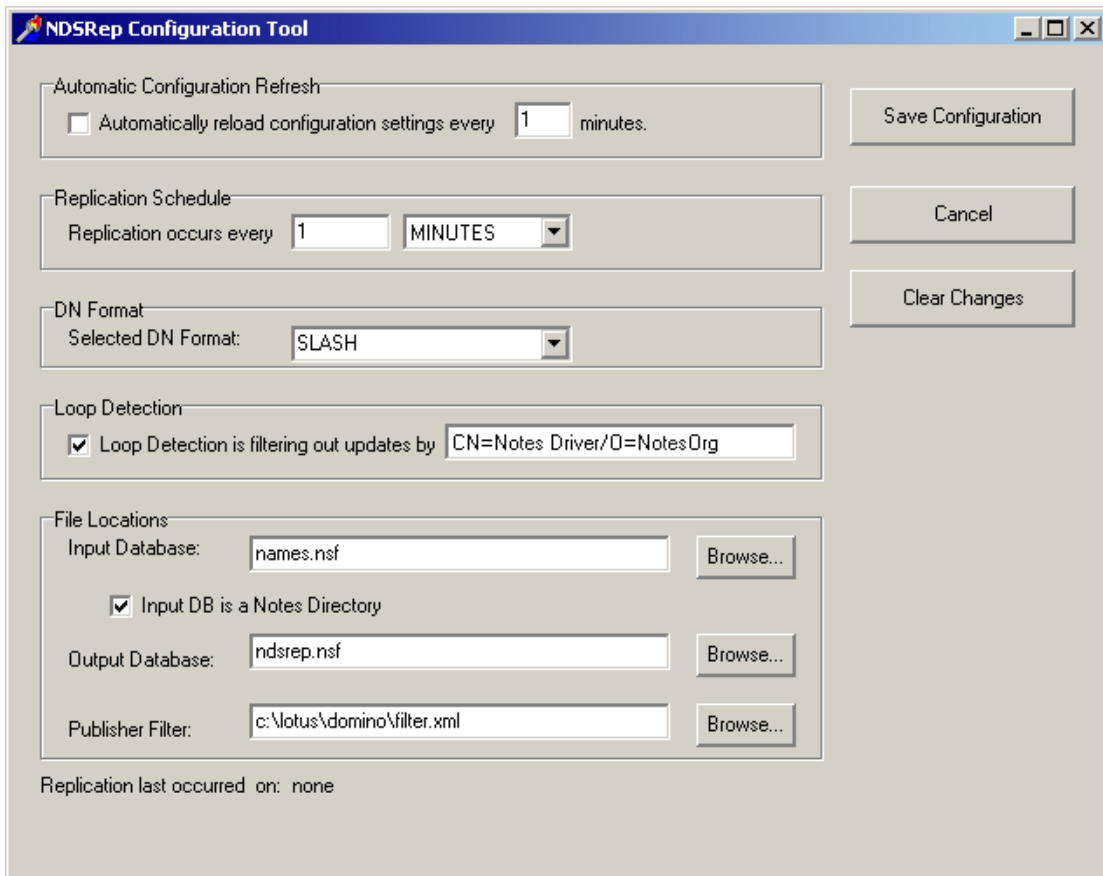 NDSRep Configuration Tool
Automatic Configuration Refresh
Automatically reload configuration settings every 1 minutes.
Save Configuration
Replication Schedule
Replication occurs every 1 MINUTES
Cancel
DN Format
Selected DN Format: SLASH
Clear Changes
Loop Detection
Loop Detection is filtering out updates by CN=Notes Driver/O=NotesOrg
File Locations
Input Database: names.nsf Browse...
Input DB is a Notes Directory
Output Database: ndsrep.nsf Browse...
Publisher Filter: c:\lotus\domino\filter.xml Browse...
Replication last occurred on: none